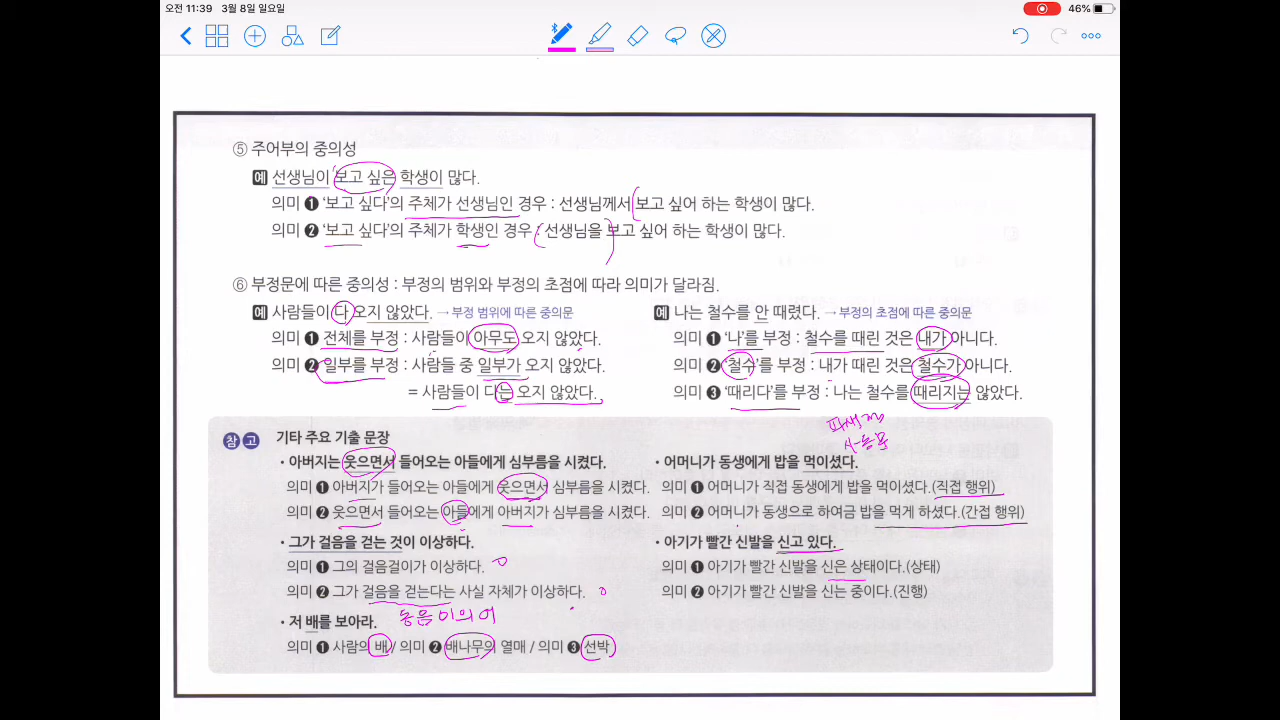 오전 11:39 3월 8일 일요일
46%
⑤ 주어부의 중의성
예 선생님이 보고 싶은 학생이 많다.
의미 ❶ '보고 싶다'의 주체가 선생님인 경우 : 선생님께서 보고 싶어 하는 학생이 많다.
의미 ❷ '보고 싶다'의 주체가 학생인 경우 : 선생님을 보고 싶어 하는 학생이 많다.
⑥ 부정문에 따른 중의성 : 부정의 범위와 부정의 초점에 따라 의미가 달라짐.
예 사람들이 다 오지 않았다. → 부정 범위에 따른 중의문
의미 ❶ 전체를 부정 : 사람들이 아무도 오지 않았다.
의미 ❷ 일부를 부정 : 사람들 중 일부가 오지 않았다.
= 사람들이 다는 오지 않았다.
예 나는 철수를 안 때렸다. → 부정의 초점에 따른 중의문
의미 ❶ '나'를 부정 : 철수를 때린 것은 내가 아니다.
의미 ❷ '철수'를 부정 : 내가 때린 것은 철수가 아니다.
의미 ❸ '때리다'를 부정 : 나는 철수를 때리지는 않았다.
참고 기타 주요 기출 문장
· 아버지는 웃으면서 들어오는 아들에게 심부름을 시켰다.
의미 ❶ 아버지가 들어오는 아들에게 웃으면서 심부름을 시켰다.
의미 ❷ 웃으면서 들어오는 아들에게 아버지가 심부름을 시켰다.
· 그가 걸음을 걷는 것이 이상하다.
의미 ❶ 그의 걸음걸이가 이상하다.
의미 ❷ 그가 걸음을 걷는다는 사실 자체가 이상하다.
· 저 배를 보아라.
동음이의어
의미 ❶ 사람의 배 / 의미 ❷ 배나무의 열매 / 의미 ❸ 선박
파생적
사동문
· 어머니가 동생에게 밥을 먹이셨다.
의미 ❶ 어머니가 직접 동생에게 밥을 먹이셨다.(직접 행위)
의미 ❷ 어머니가 동생으로 하여금 밥을 먹게 하셨다.(간접 행위)
· 아기가 빨간 신발을 신고 있다.
의미 ❶ 아기가 빨간 신발을 신은 상태이다.(상태)
의미 ❷ 아기가 빨간 신발을 신는 중이다.(진행)